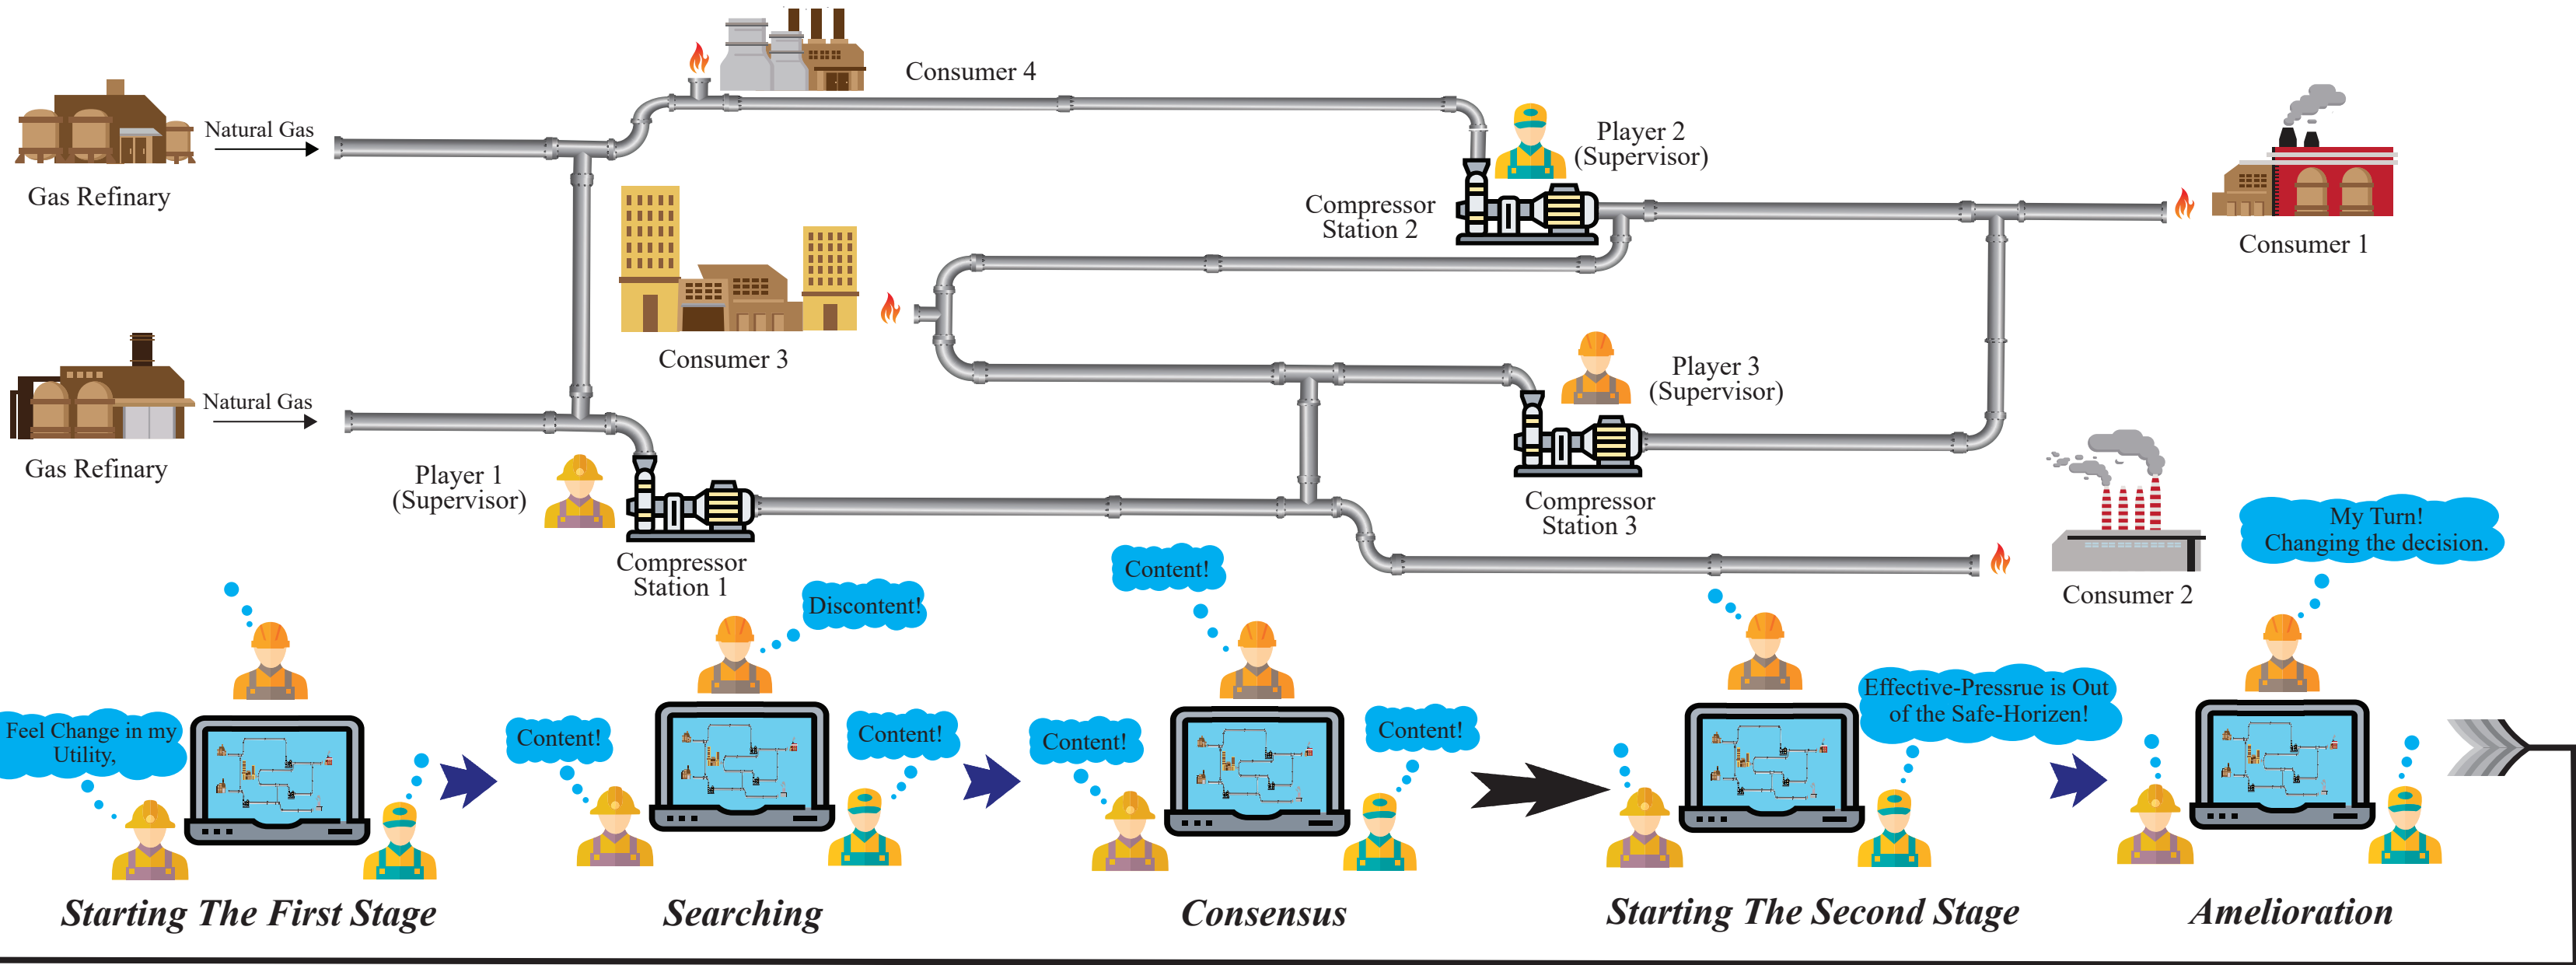 Consumer 4
Natural Gas
Gas Refinary
Player 2
(Supervisor)
Compressor
Station 2
Consumer 1
Consumer 3
Natural Gas
Gas Refinary
Player 3
(Supervisor)
Compressor
Station 3
Player 1
(Supervisor)
Compressor
Station 1
Consumer 2
Feel Change in my
Utility,
Content!
Discontent!
Content!
Content!
Content!
Content!
Effective-Pressrue is Out
of the Safe-Horizen!
My Turn!
Changing the decision.
Starting The First Stage
Searching
Consensus
Starting The Second Stage
Amelioration